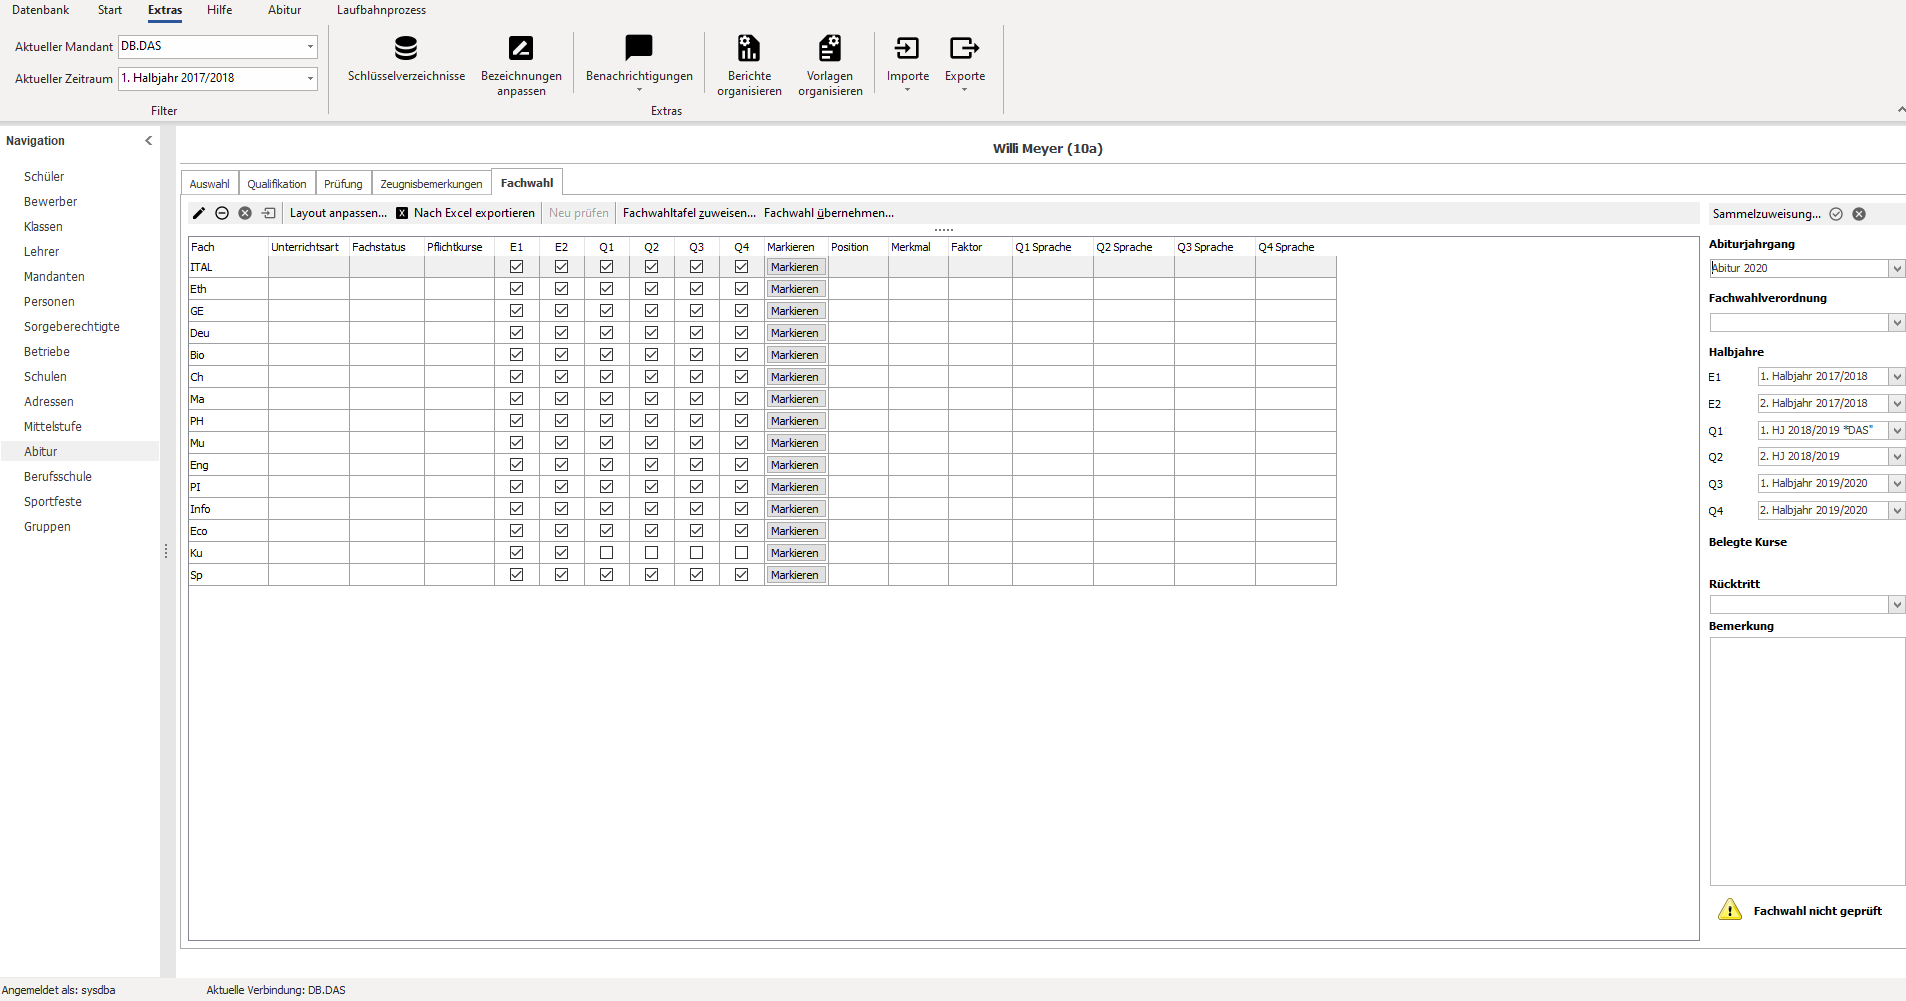 Datenbank Start Extras Hilfe Abitur Laufbahnprozess
Aktueller Mandant DB.DAS
Aktueller Zeitraum 1. Halbjahr 2017/2018
Filter
Schlüsselverzeichnisse
Bezeichnungen
anpassen
Benachrichtigungen
Berichte
organisieren
Vorlagen
organisieren
Importe
Exporte
Extras
Navigation
Schüler
Bewerber
Klassen
Lehrer
Mandanten
Personen
Sorgeberechtigte
Betriebe
Schulen
Adressen
Mittelstufe
Abitur
Berufsschule
Sportfeste
Gruppen
Willi Meyer (10a)
Auswahl Qualifikation Prüfung Zeugnisbemerkungen Fachwahl
Layout anpassen... Nach Excel exportieren Neu prüfen Fachwahltafel zuweisen... Fachwahl übernehmen...
Fach Unterrichtsart Fachstatus Pflichtkurse E1 E2 Q1 Q2 Q3 Q4 Markieren Position Merkmal Faktor Q1 Sprache Q2 Sprache Q3 Sprache Q4 Sprache
ITAL Markieren
Eth Markieren
GE Markieren
Deu Markieren
Bio Markieren
Ch Markieren
Ma Markieren
PH Markieren
Mu Markieren
Eng Markieren
PI Markieren
Info Markieren
Eco Markieren
Ku Markieren
Sp Markieren
Sammelzuweisung...
Abiturjahrgang
Abitur 2020
Fachwahlverordnung
Halbjahre
E1 1. Halbjahr 2017/2018
E2 2. Halbjahr 2017/2018
Q1 1. HJ 2018/2019 *DAS"
Q2 2. HJ 2018/2019
Q3 1. Halbjahr 2019/2020
Q4 2. Halbjahr 2019/2020
Belegte Kurse
Rücktritt
Bemerkung
Fachwahl nicht geprüft
Angemeldet als: sysdba Aktuelle Verbindung: DB.DAS